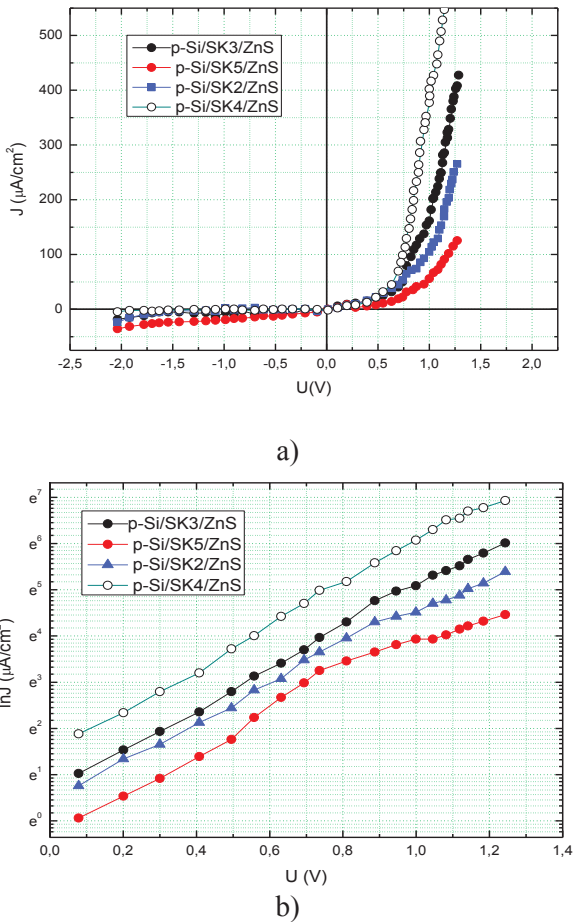 500
400
300
200
100
0
J (μA/cm²)
p-Si/SK3/ZnS
p-Si/SK5/ZnS
p-Si/SK2/ZnS
p-Si/SK4/ZnS
-2,5 -2,0 -1,5 -1,0 -0,5 0,0 0,5 1,0 1,5 2,0
U(V)
a)
e⁷
e⁶
e⁵
e⁴
e³
e²
e¹
e⁰
lnJ (μA/cm²)
p-Si/SK3/ZnS
p-Si/SK5/ZnS
p-Si/SK2/ZnS
p-Si/SK4/ZnS
0,0 0,2 0,4 0,6 0,8 1,0 1,2 1,4
U (V)
b)